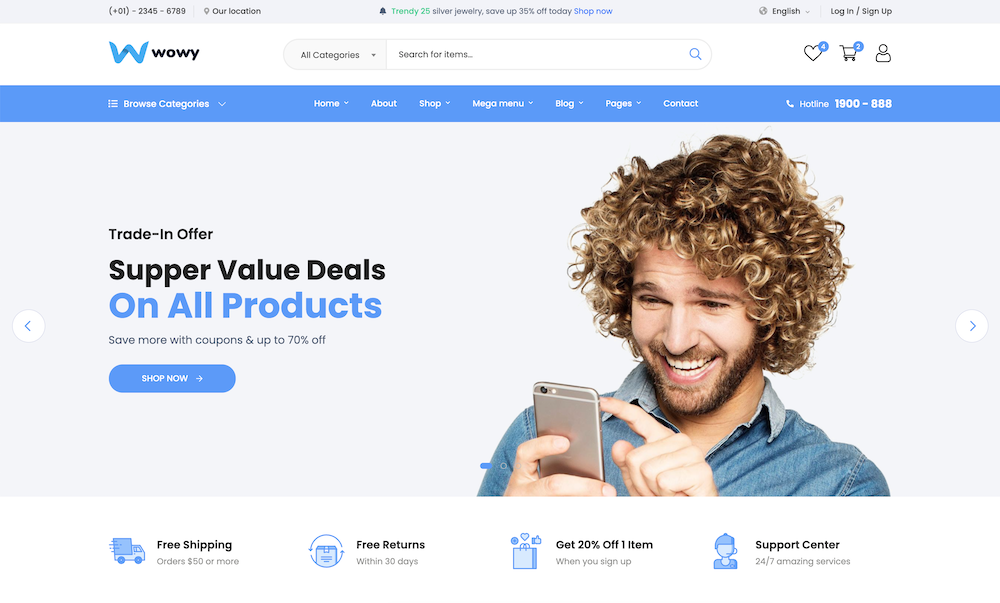 (+01) - 2345 - 6789
Our location
Trendy 25 silver jewelry, save up 35% off today Shop now
English
Log In / Sign Up
wowy
All Categories
Search for items...
4
2
Browse Categories
Home
About
Shop
Mega menu
Blog
Pages
Contact
Hotline 1900 - 888
Trade-In Offer
Supper Value Deals
On All Products
Save more with coupons & up to 70% off
SHOP NOW
Free Shipping
Orders $50 or more
Free Returns
Within 30 days
Get 20% Off 1 Item
When you sign up
Support Center
24/7 amazing services